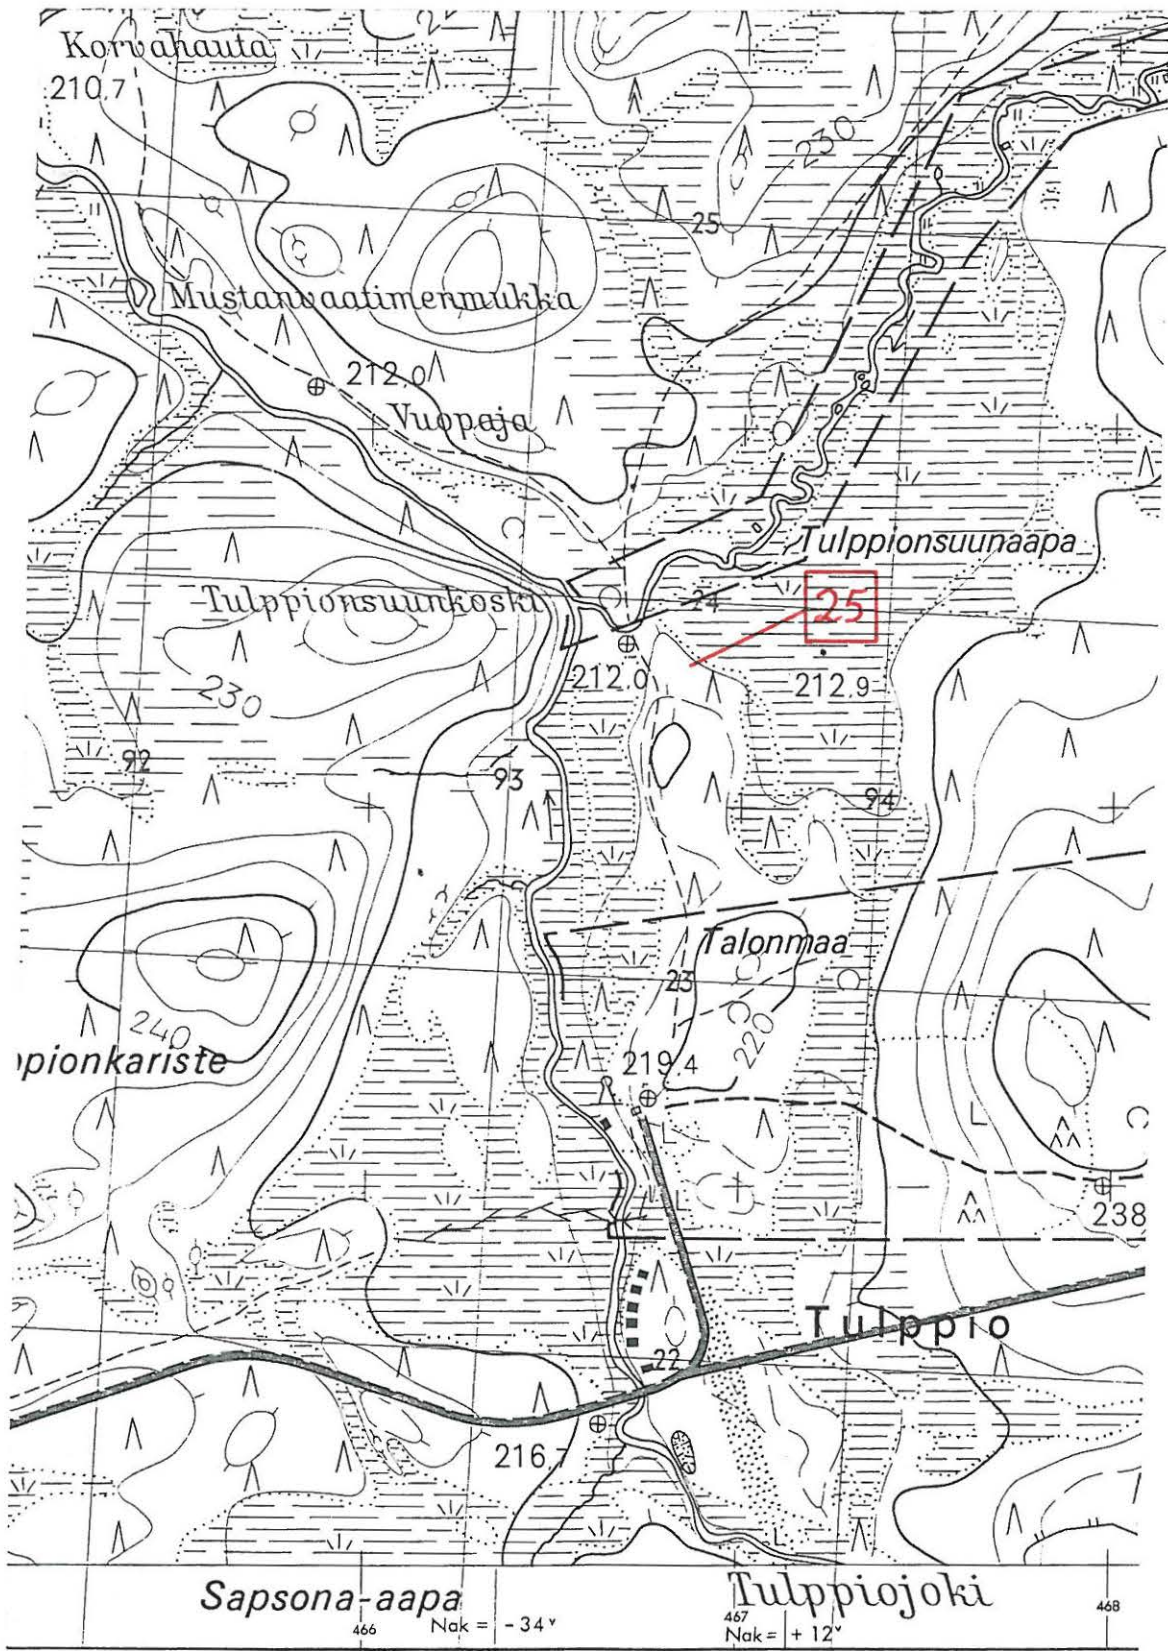 Korvahauta
210.7
230
25
Mustanvaatimenmukka
212.0
Vuopaja
Tulppionsuunaapa
Tulppionsuunkoski
24
25
212.0
212.9
230
92
93
94
Talonmaa
23
240
220
ppionkariste
219.4
238
Tulppio
22
216.7
Sapsona-aapa
Tulppiojoki
466
Nak = -34ᵛ
467
Nak = +12ᵛ
468